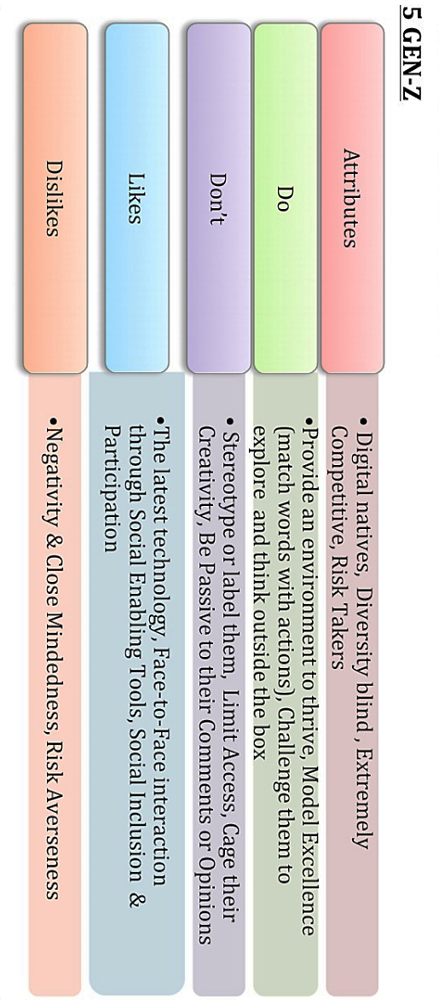 5 GEN-Z
Attributes
• Digital natives, Diversity blind , Extremely
Competitive, Risk Takers
Do
•Provide an environment to thrive, Model Excellence
(match words with actions), Challenge them to
explore and think outside the box
Don't
• Stereotype or label them, Limit Access, Cage their
Creativity, Be Passive to their Comments or Opinions
Likes
•The latest technology, Face-to-Face interaction
through Social Enabling Tools, Social Inclusion &
Participation
Dislikes
•Negativity & Close Mindedness, Risk Averseness